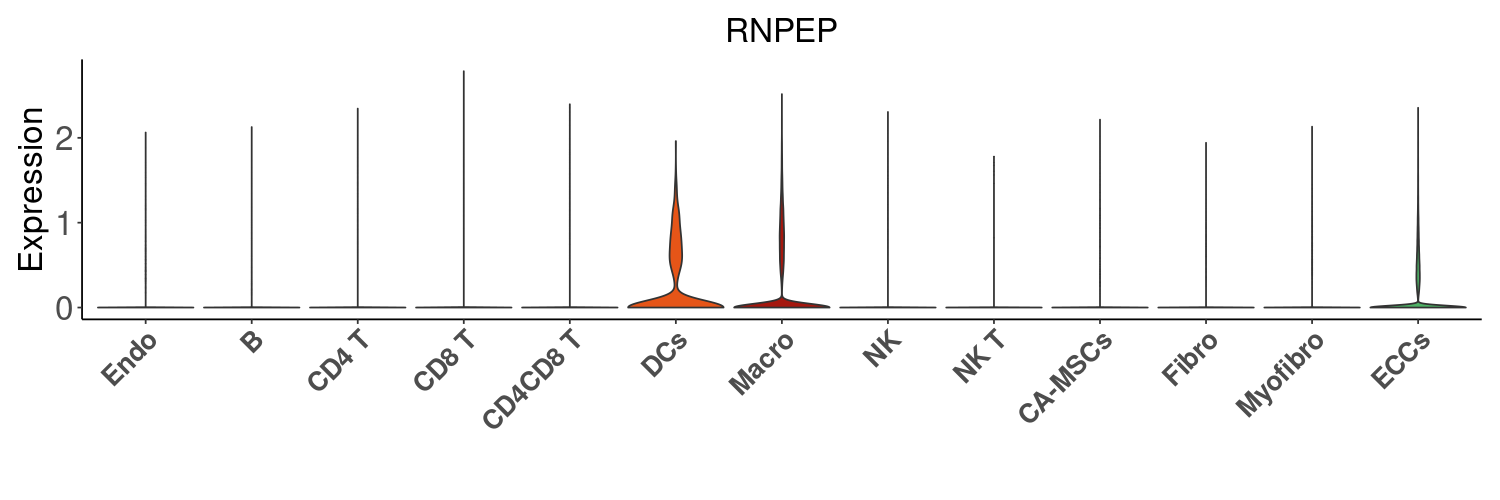 RNPEP
Expression
2
1
0
Endo
B
CD4 T
CD8 T
CD4CD8 T
DCs
Macro
NK
NK T
CA-MSCs
Fibro
Myofibro
ECCs